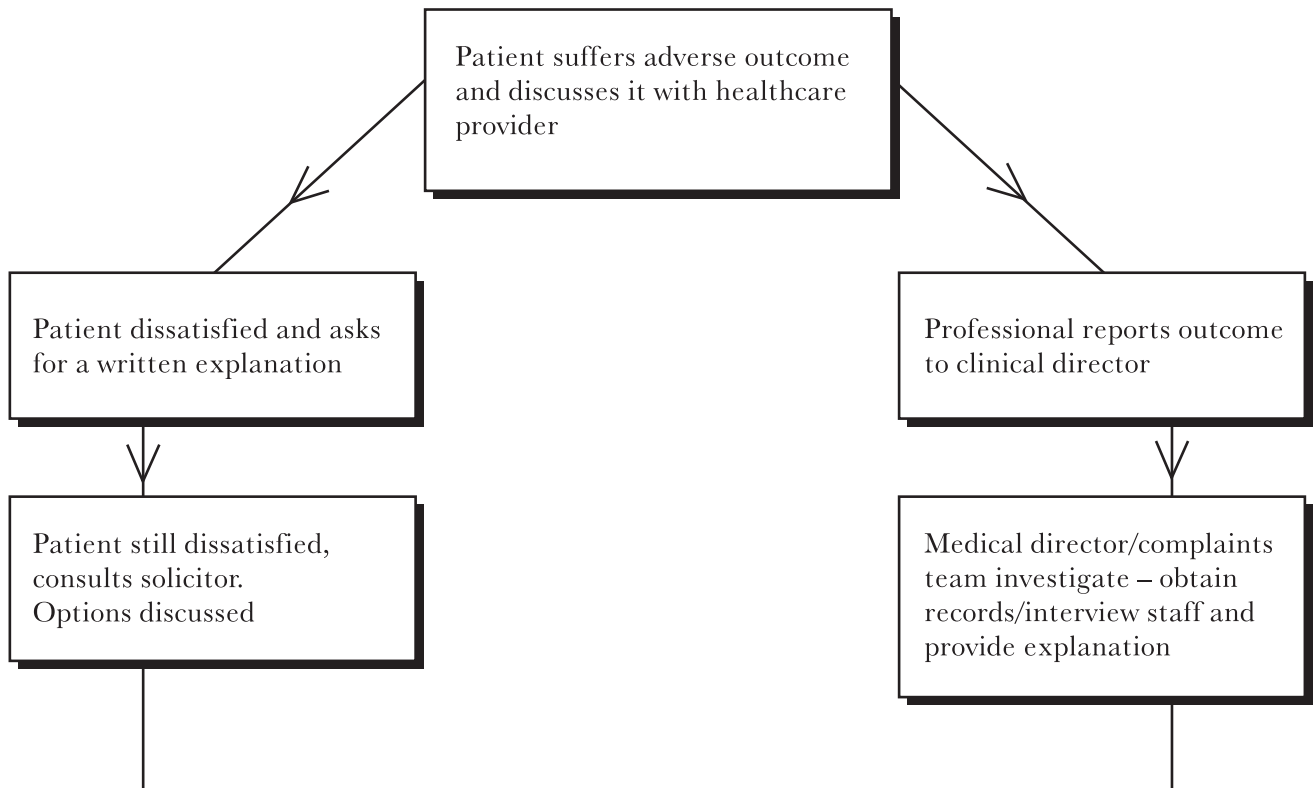 Patient suffers adverse outcome
and discusses it with healthcare
provider
Patient dissatisfied and asks
for a written explanation
Professional reports outcome
to clinical director
Patient still dissatisfied,
consults solicitor.
Options discussed
Medical director/complaints
team investigate – obtain
records/interview staff and
provide explanation